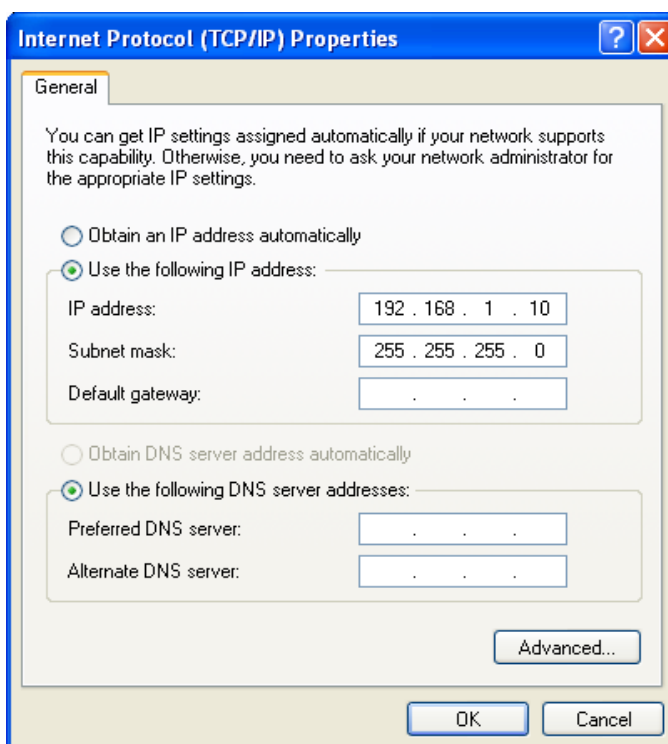 Internet Protocol (TCP/IP) Properties
General
You can get IP settings assigned automatically if your network supports
this capability. Otherwise, you need to ask your network administrator for
the appropriate IP settings.
Obtain an IP address automatically
Use the following IP address:
IP address: 192 . 168 . 1 . 10
Subnet mask: 255 . 255 . 255 . 0
Default gateway: . . .
Obtain DNS server address automatically
Use the following DNS server addresses:
Preferred DNS server: . . .
Alternate DNS server: . . .
Advanced...
OK Cancel